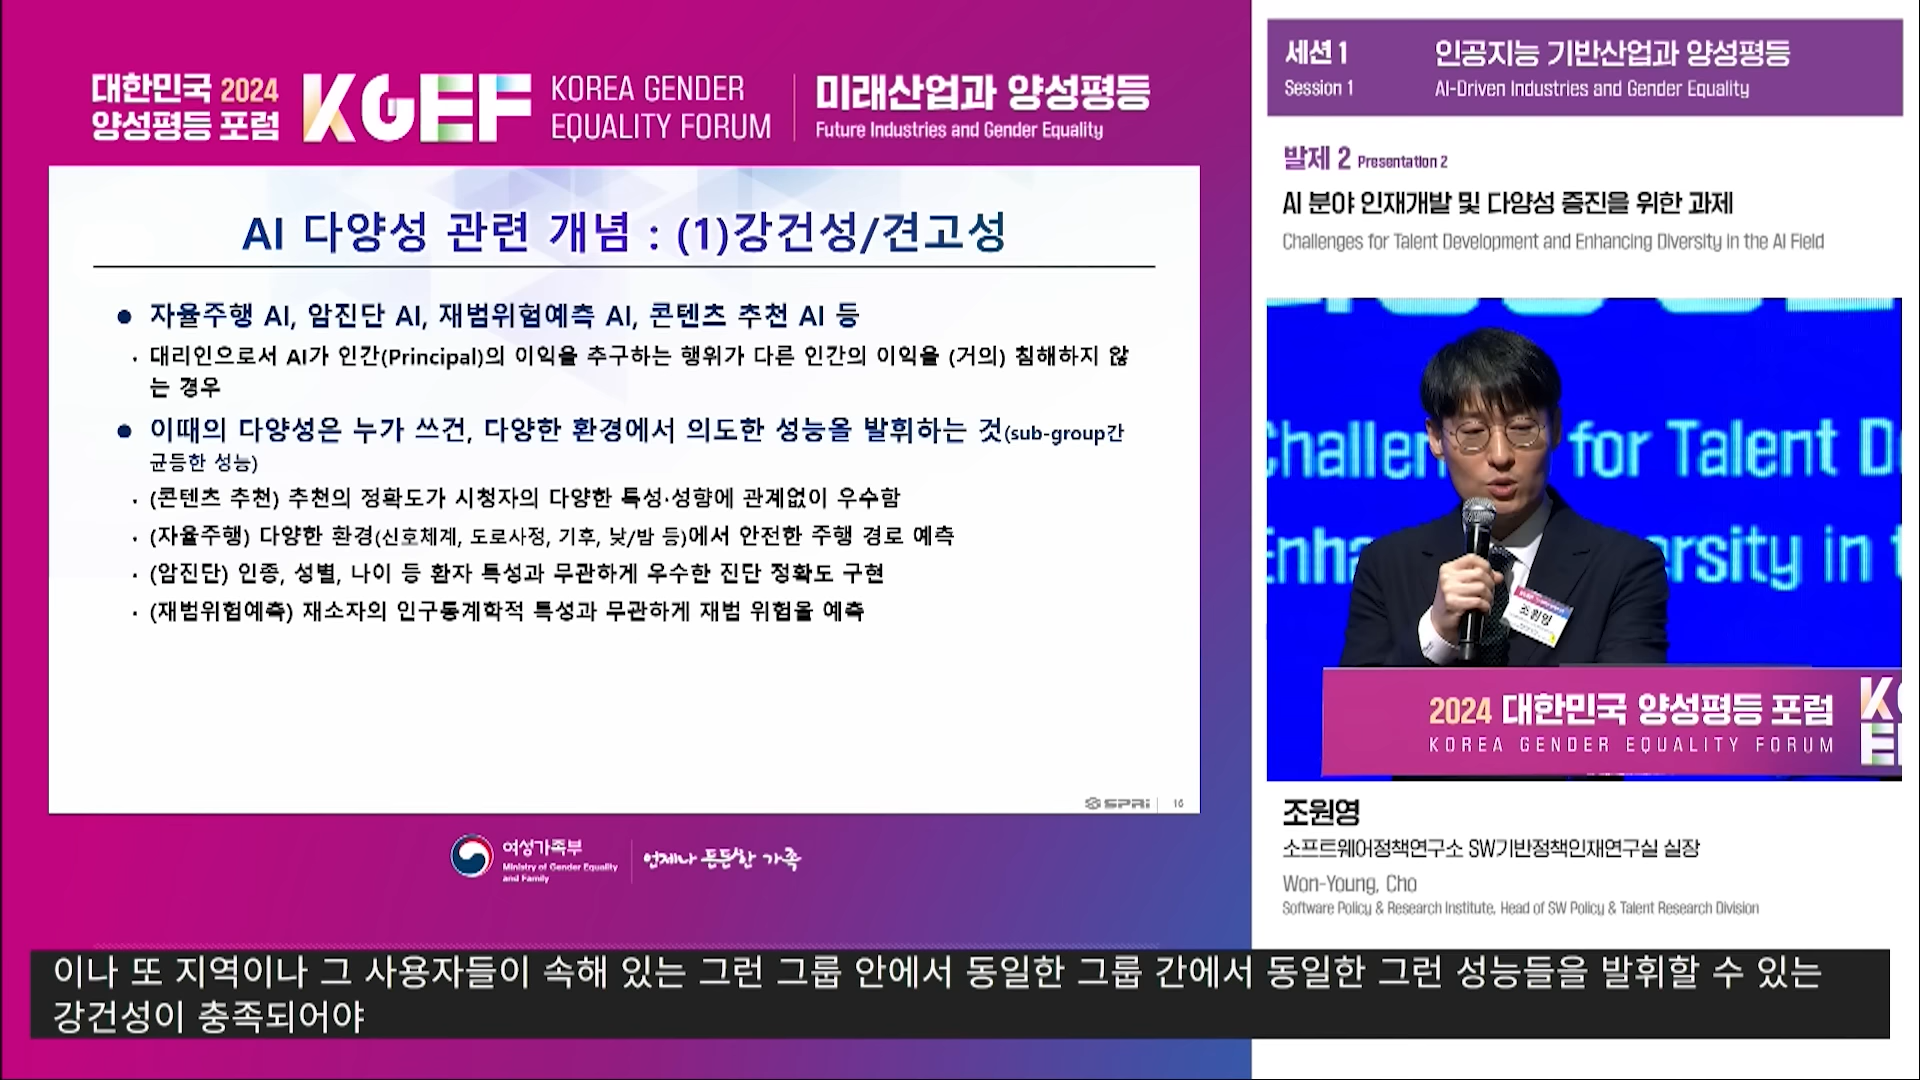 대한민국 2024
양성평등 포럼
KGEF
KOREA GENDER
EQUALITY FORUM
미래산업과 양성평등
Future Industries and Gender Equality
AI 다양성 관련 개념 : (1)강건성/견고성
● 자율주행 AI, 암진단 AI, 재범위험예측 AI, 콘텐츠 추천 AI 등
· 대리인으로서 AI가 인간(Principal)의 이익을 추구하는 행위가 다른 인간의 이익을 (거의) 침해하지 않
는 경우
● 이때의 다양성은 누가 쓰건, 다양한 환경에서 의도한 성능을 발휘하는 것(sub-group간
균등한 성능)
· (콘텐츠 추천) 추천의 정확도가 시청자의 다양한 특성·성향에 관계없이 우수함
· (자율주행) 다양한 환경(신호체계, 도로사정, 기후, 낮/밤 등)에서 안전한 주행 경로 예측
· (암진단) 인종, 성별, 나이 등 환자 특성과 무관하게 우수한 진단 정확도 구현
· (재범위험예측) 재소자의 인구통계학적 특성과 무관하게 재범 위험을 예측
SPRi 16
여성가족부
Ministry of Gender Equality
and Family
언제나 든든한 가족
세션 1 인공지능 기반산업과 양성평등
Session 1 AI-Driven Industries and Gender Equality
발제 2 Presentation 2
AI 분야 인재개발 및 다양성 증진을 위한 과제
Challenges for Talent Development and Enhancing Diversity in the AI Field
Challen for Talent D
Enha ersity in t
조원영
2024 대한민국 양성평등 포럼
KOREA GENDER EQUALITY FORUM
조원영
소프트웨어정책연구소 SW기반정책인재연구실 실장
Won-Young, Cho
Software Policy & Research Institute, Head of SW Policy & Talent Research Division
이나 또 지역이나 그 사용자들이 속해 있는 그런 그룹 안에서 동일한 그룹 간에서 동일한 그런 성능들을 발휘할 수 있는
강건성이 충족되어야